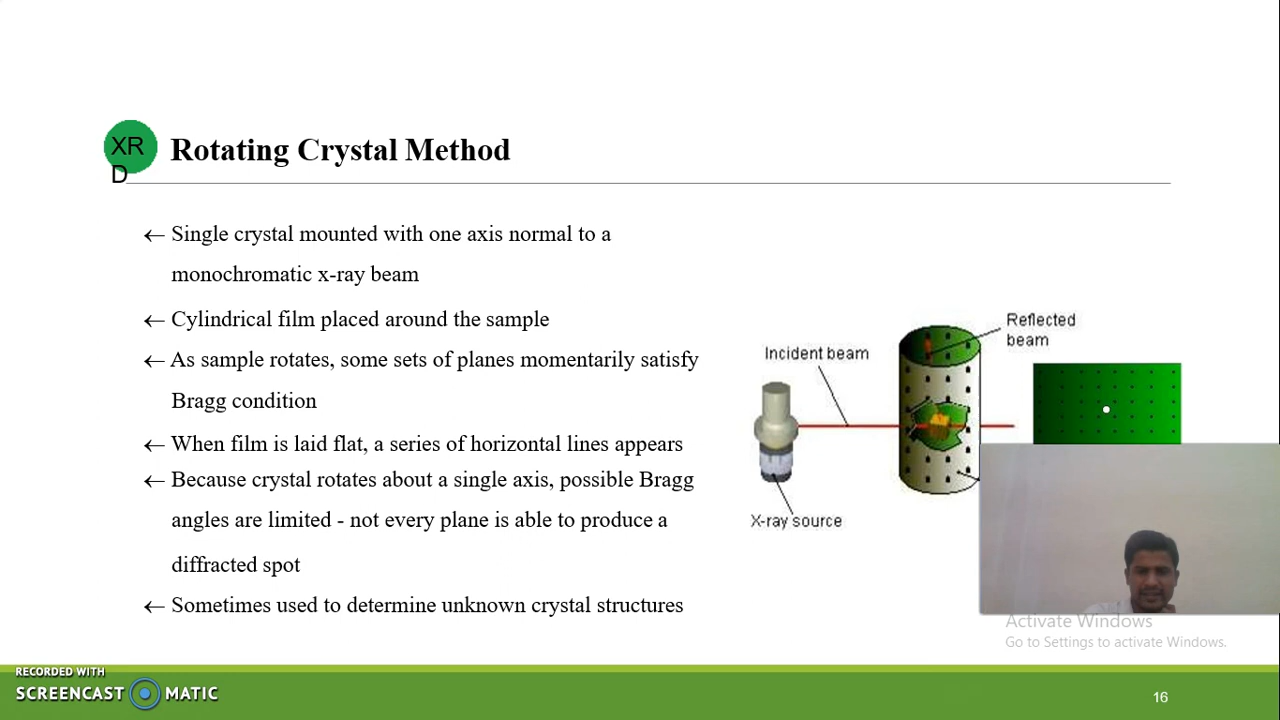 XR
D
Rotating Crystal Method
← Single crystal mounted with one axis normal to a
monochromatic x-ray beam
← Cylindrical film placed around the sample
← As sample rotates, some sets of planes momentarily satisfy
Bragg condition
← When film is laid flat, a series of horizontal lines appears
← Because crystal rotates about a single axis, possible Bragg
angles are limited - not every plane is able to produce a
diffracted spot
← Sometimes used to determine unknown crystal structures
Reflected
beam
Incident beam
X-ray source
Activate Windows
Go to Settings to activate Windows.
RECORDED WITH
SCREENCAST MATIC
16